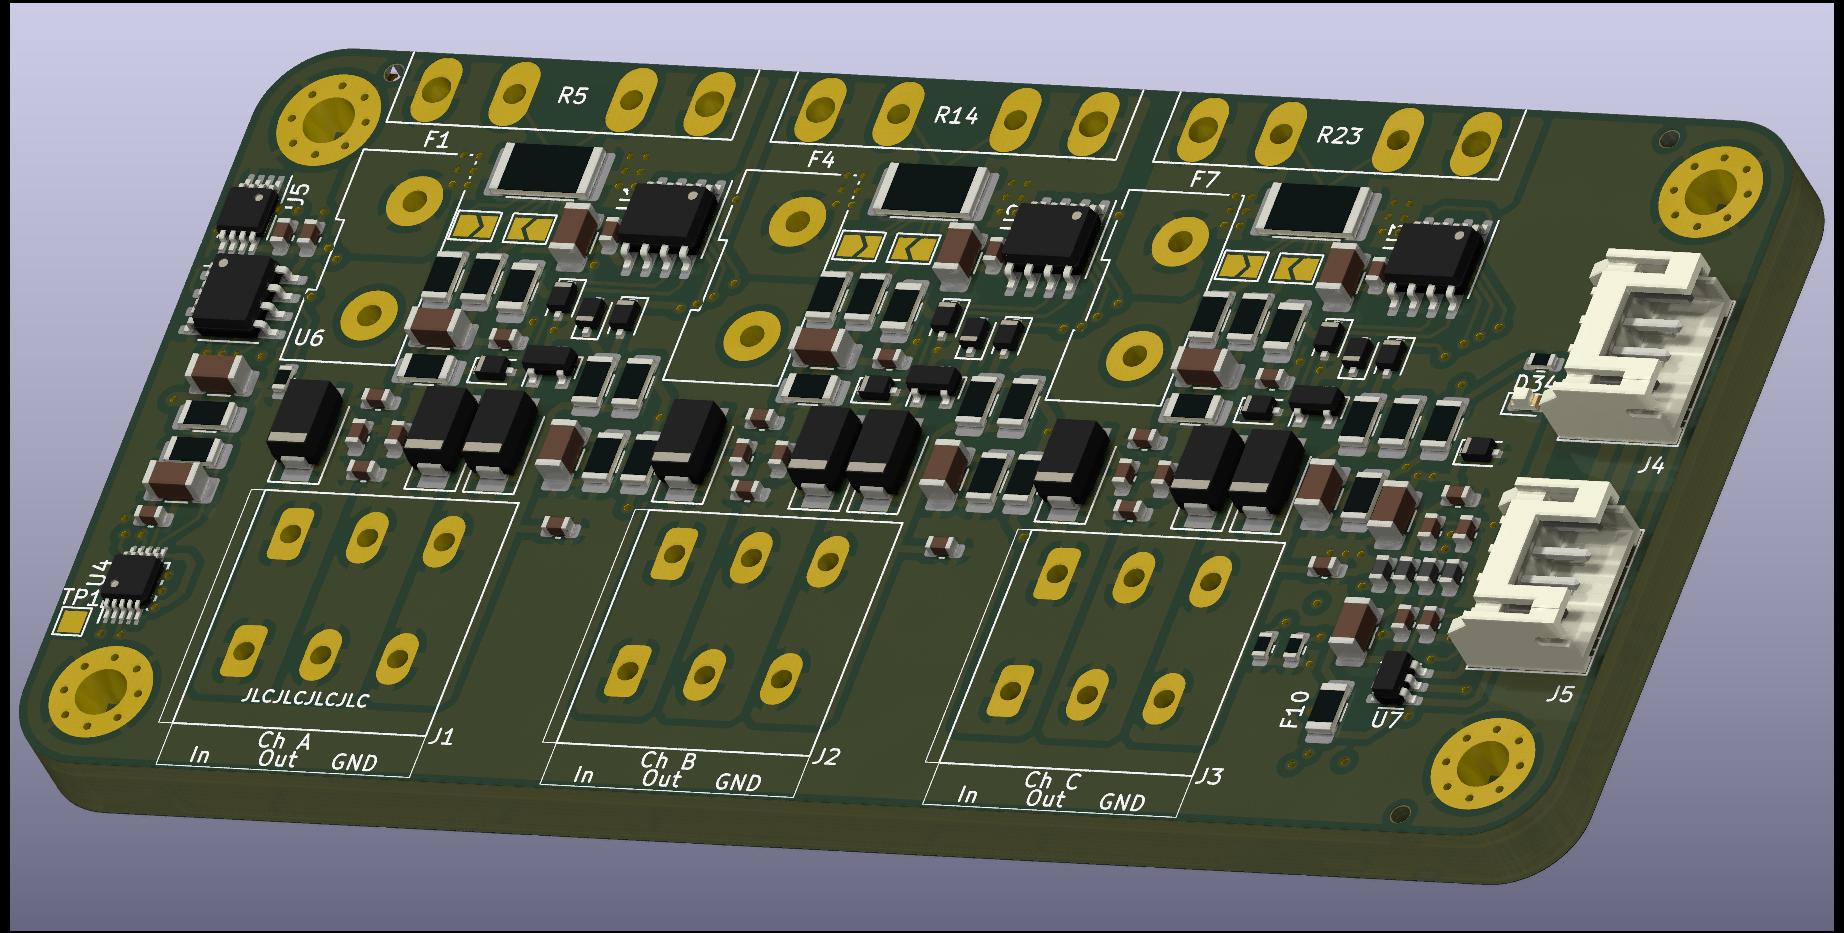 R5
R14
R23
F1
F4
F7
U5
U6
D34
J4
U4
TP1
J5
F10
U7
JLCJLCJLCJLC
J1
J2
J3
Ch A
In Out GND
Ch B
In Out GND
Ch C
In Out GND